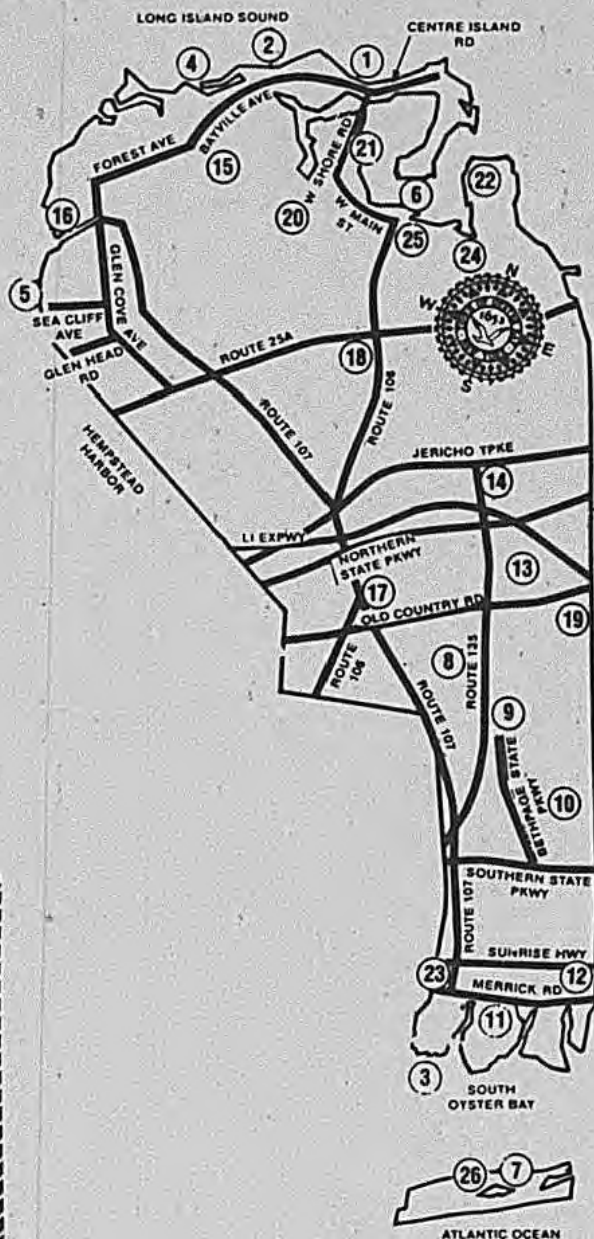 LONG ISLAND SOUND
CENTRE ISLAND
RD
4
2
1
FOREST AVE
BAYVILLE AVE
15
W SHORE RD
21
20
6
22
W MAIN
ST
25
24
16
5
SEA CLIFF
AVE
GLEN COVE AVE
GLEN HEAD
RD
ROUTE 25A
18
N
W
E
S
1653
ROUTE 106
ROUTE 107
HEMPSTEAD
HARBOR
JERICHO TPKE
14
LI EXPWY
NORTHERN
STATE PKWY
13
17
OLD COUNTRY RD
19
ROUTE 106
8
ROUTE 135
ROUTE 107
9
BETHPAGE STATE
PKWY
10
SOUTHERN STATE
PKWY
ROUTE 107
SUNRISE HWY
23
12
MERRICK RD
11
3
SOUTH
OYSTER BAY
26
7
ATLANTIC OCEAN